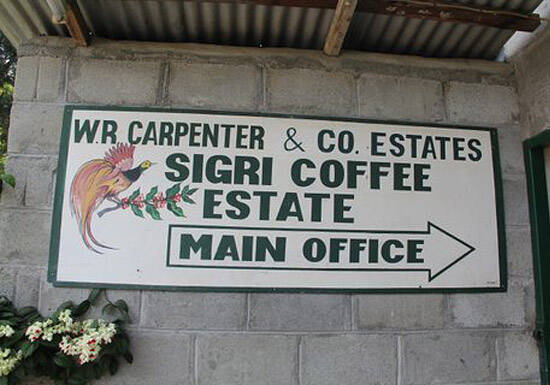 W.R. CARPENTER & CO. ESTATES
SIGRI COFFEE
ESTATE
MAIN OFFICE